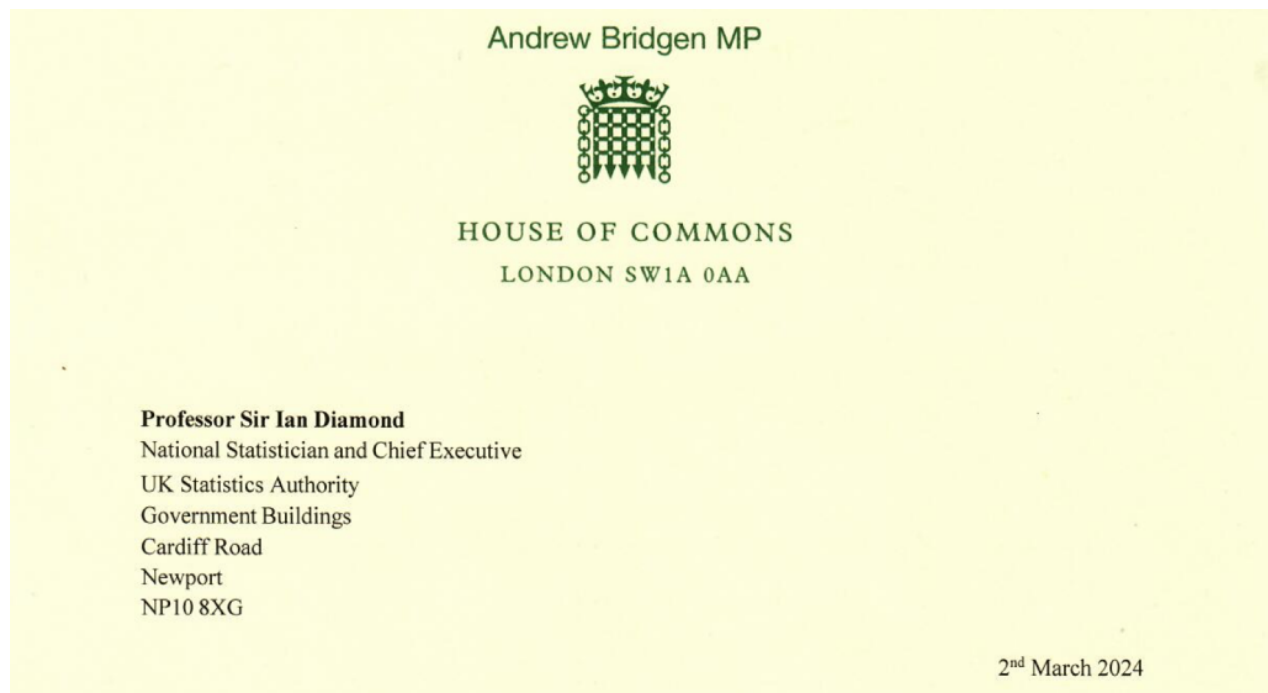 Andrew Bridgen MP
HOUSE OF COMMONS
LONDON SW1A 0AA
Professor Sir Ian Diamond
National Statistician and Chief Executive
UK Statistics Authority
Government Buildings
Cardiff Road
Newport
NP10 8XG
2nd March 2024